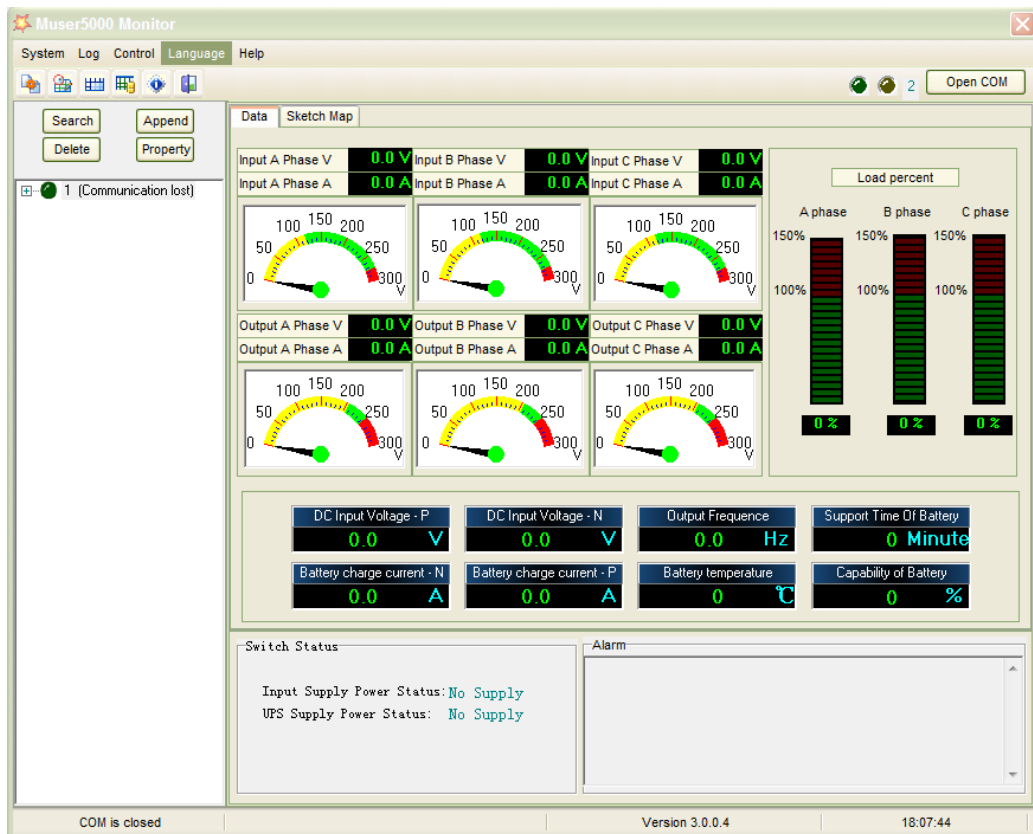 Muser5000 Monitor
System Log Control Language Help
2 Open COM
Search Append
Delete Property
1 (Communication lost)
Data Sketch Map
Input A Phase V 0.0 V Input B Phase V 0.0 V Input C Phase V 0.0 V
Input A Phase A 0.0 A Input B Phase A 0.0 A Input C Phase A 0.0 A
0 50 100 150 200 250 300 V
0 50 100 150 200 250 300 V
0 50 100 150 200 250 300 V
Output A Phase V 0.0 V Output B Phase V 0.0 V Output C Phase V 0.0 V
Output A Phase A 0.0 A Output B Phase A 0.0 A Output C Phase A 0.0 A
0 50 100 150 200 250 300 V
0 50 100 150 200 250 300 V
0 50 100 150 200 250 300 V
Load percent
A phase B phase C phase
150% 150% 150%
100% 100% 100%
0 % 0 % 0 %
DC Input Voltage - P DC Input Voltage - N Output Frequence Support Time Of Battery
0.0 V 0.0 V 0.0 Hz 0 Minute
Battery charge current - N Battery charge current - P Battery temperature Capability of Battery
0.0 A 0.0 A 0 ℃ 0 %
Switch Status
Input Supply Power Status: No Supply
UPS Supply Power Status: No Supply
Alarm
COM is closed Version 3.0.0.4 18:07:44